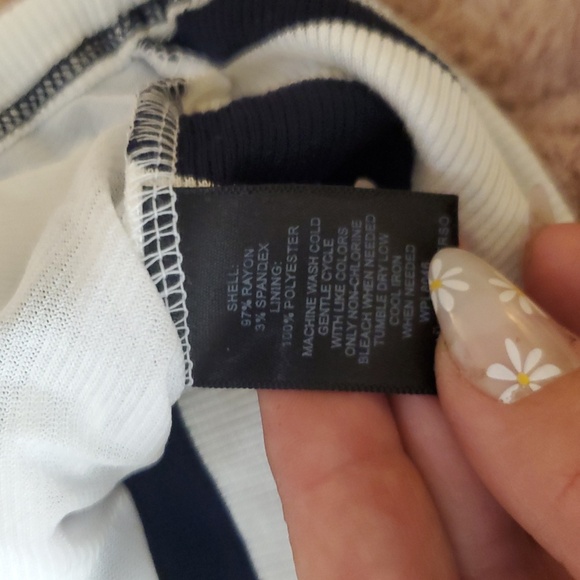 SHELL:
97% RAYON
3% SPANDEX
LINING:
100% POLYESTER
MACHINE WASH COLD
GENTLE CYCLE
WITH LIKE COLORS
ONLY NON-CHLORINE
BLEACH WHEN NEEDED
TUMBLE DRY LOW
COOL IRON
WHEN NEEDED